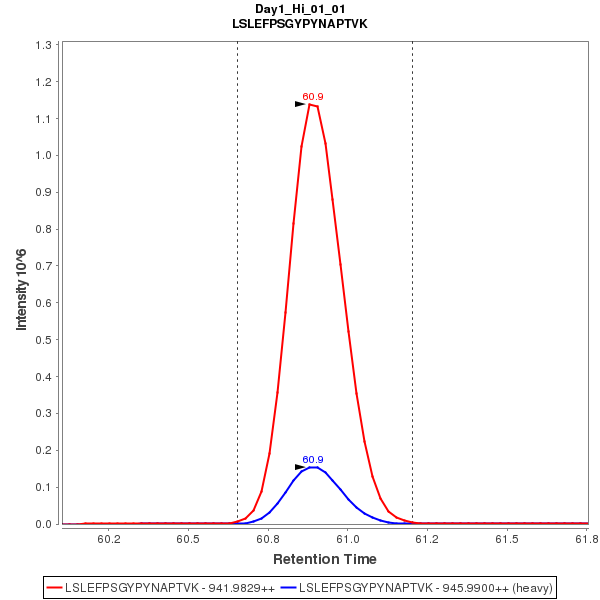 Day1_Hi_01_01
LSLEFPSGYPYNAPTVK
1.3
1.2
1.1
1.0
0.9
0.8
0.7
0.6
0.5
0.4
0.3
0.2
0.1
0.0
Intensity 10^6
60.9
60.9
60.2 60.5 60.8 61.0 61.2 61.5 61.8
Retention Time
LSLEFPSGYPYNAPTVK - 941.9829++ LSLEFPSGYPYNAPTVK - 945.9900++ (heavy)